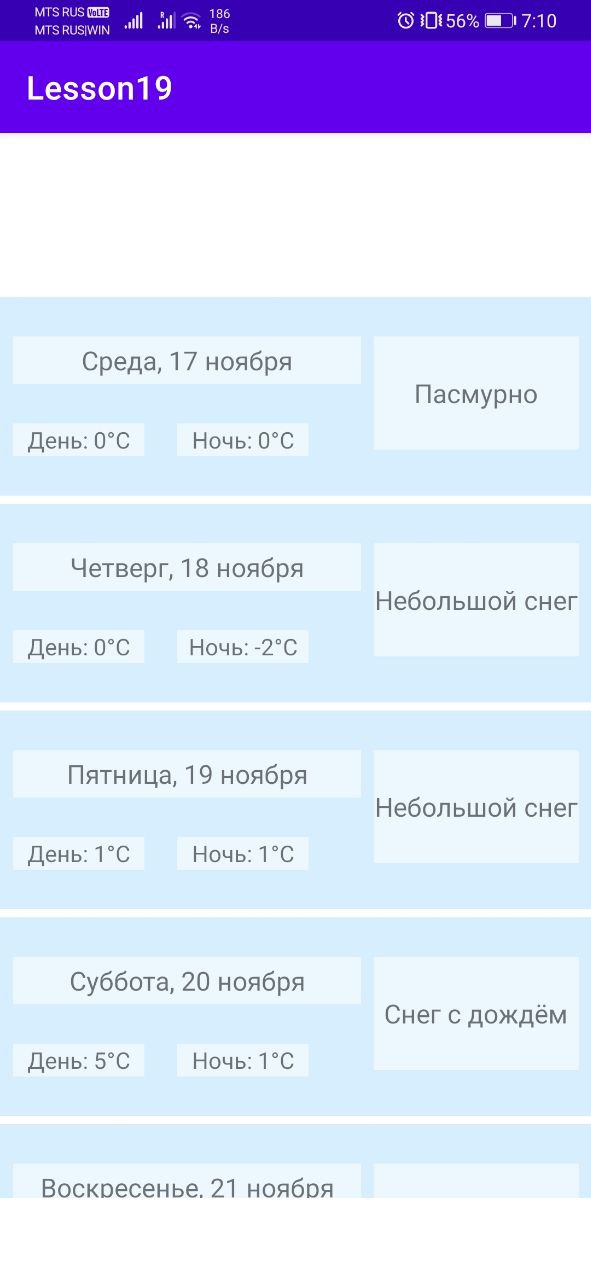 MTS RUS VoLTE
MTS RUS|WIN
R
186
B/s
56%
7:10
Lesson19
Среда, 17 ноября
Пасмурно
День: 0°C
Ночь: 0°C
Четверг, 18 ноября
Небольшой снег
День: 0°C
Ночь: -2°C
Пятница, 19 ноября
Небольшой снег
День: 1°C
Ночь: 1°C
Суббота, 20 ноября
Снег с дождём
День: 5°C
Ночь: 1°C
Воскресенье, 21 ноября